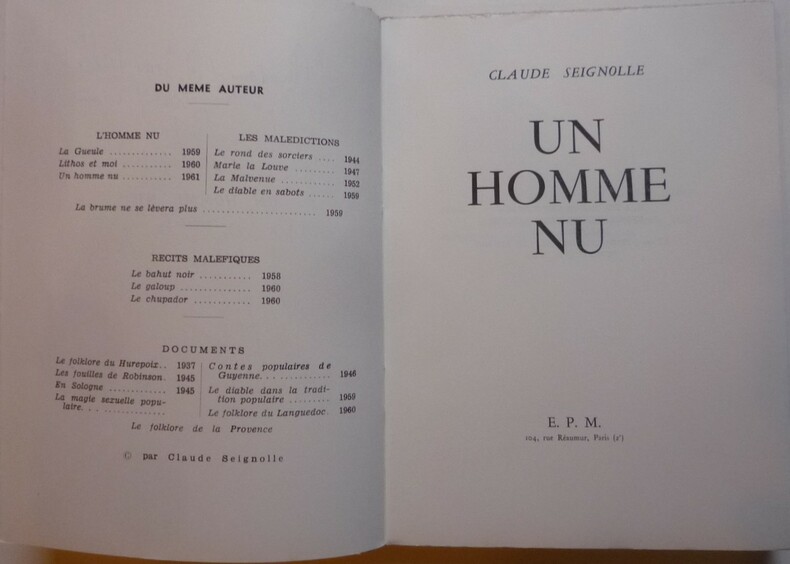 DU MEME AUTEUR
L'HOMME NU
La Gueule .............. 1959
Lithos et moi ........... 1960
Un homme nu ........... 1961
LES MALEDICTIONS
Le rond des sorciers .... 1944
Marie la Louve ......... 1947
La Malvenue ............ 1952
Le diable en sabots ...... 1959
La brume ne se lèvera plus ........................ 1959
RECITS MALEFIQUES
Le bahut noir ........... 1958
Le galoup ............... 1960
Le chupador ............ 1960
DOCUMENTS
Le folklore du Hurepoix.. 1937
Les fouilles de Robinson. 1945
En Sologne .............. 1945
La magie sexuelle popu-
laire. . . ..............
Contes populaires de
Guyenne. . . ............ 1946
Le diable dans la tradi-
tion populaire ......... 1959
Le folklore du Languedoc. 1960
Le folklore de la Provence
© par Claude Seignolle
CLAUDE SEIGNOLLE
UN
HOMME
NU
E. P. M.
104, rue Réaumur, Paris (2ᵉ)